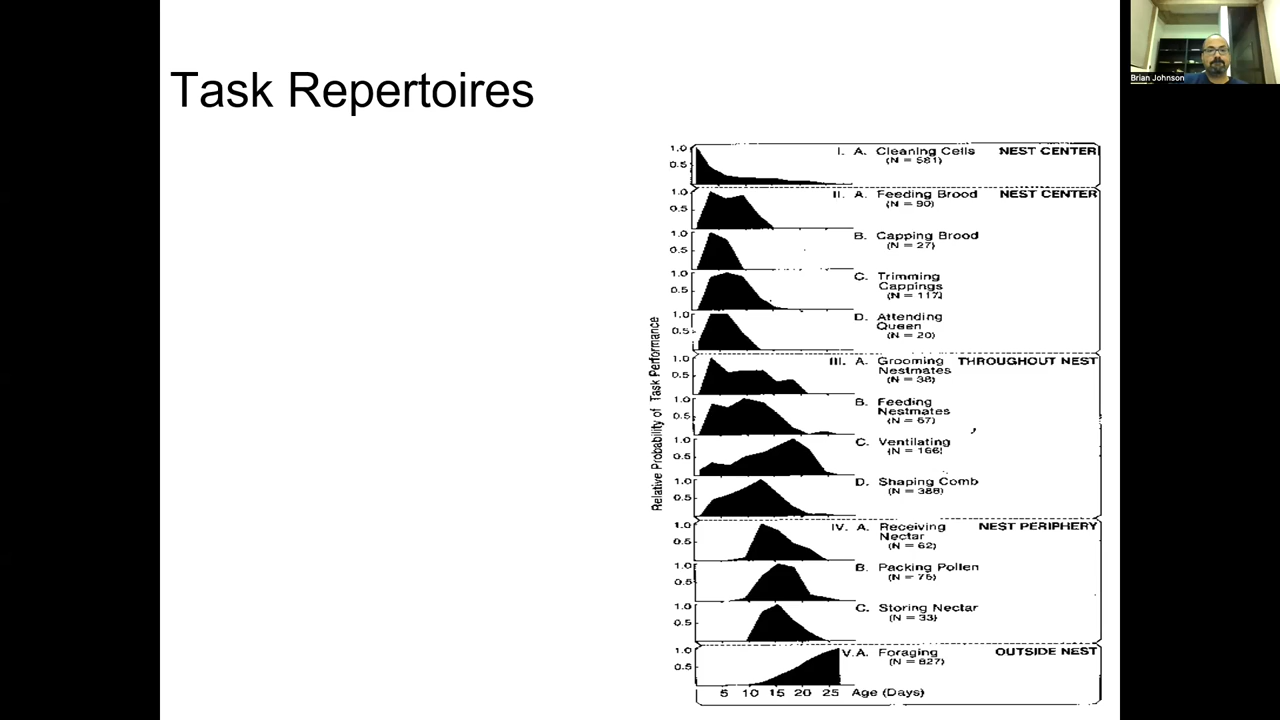 Brian Johnson
Task Repertoires
Relative Probability of Task Performance
1.0
0.5
I. A. Cleaning Cells
(N = 581)
NEST CENTER
1.0
0.5
II. A. Feeding Brood
(N = 90)
NEST CENTER
1.0
0.5
B. Capping Brood
(N = 27)
1.0
0.5
C. Trimming
Cappings
(N = 117)
1.0
0.5
D. Attending
Queen
(N = 20)
1.0
0.5
III. A. Grooming
Nestmates
(N = 38)
THROUGHOUT NEST
1.0
0.5
B. Feeding
Nestmates
(N = 67)
1.0
0.5
C. Ventilating
(N = 166)
1.0
0.5
D. Shaping Comb
(N = 388)
1.0
0.5
IV. A. Receiving
Nectar
(N = 62)
NEST PERIPHERY
1.0
0.5
B. Packing Pollen
(N = 76)
1.0
0.5
C. Storing Nectar
(N = 33)
1.0
0.5
V.A. Foraging
(N = 827)
OUTSIDE NEST
5 10 15 20 25 Age (Days)